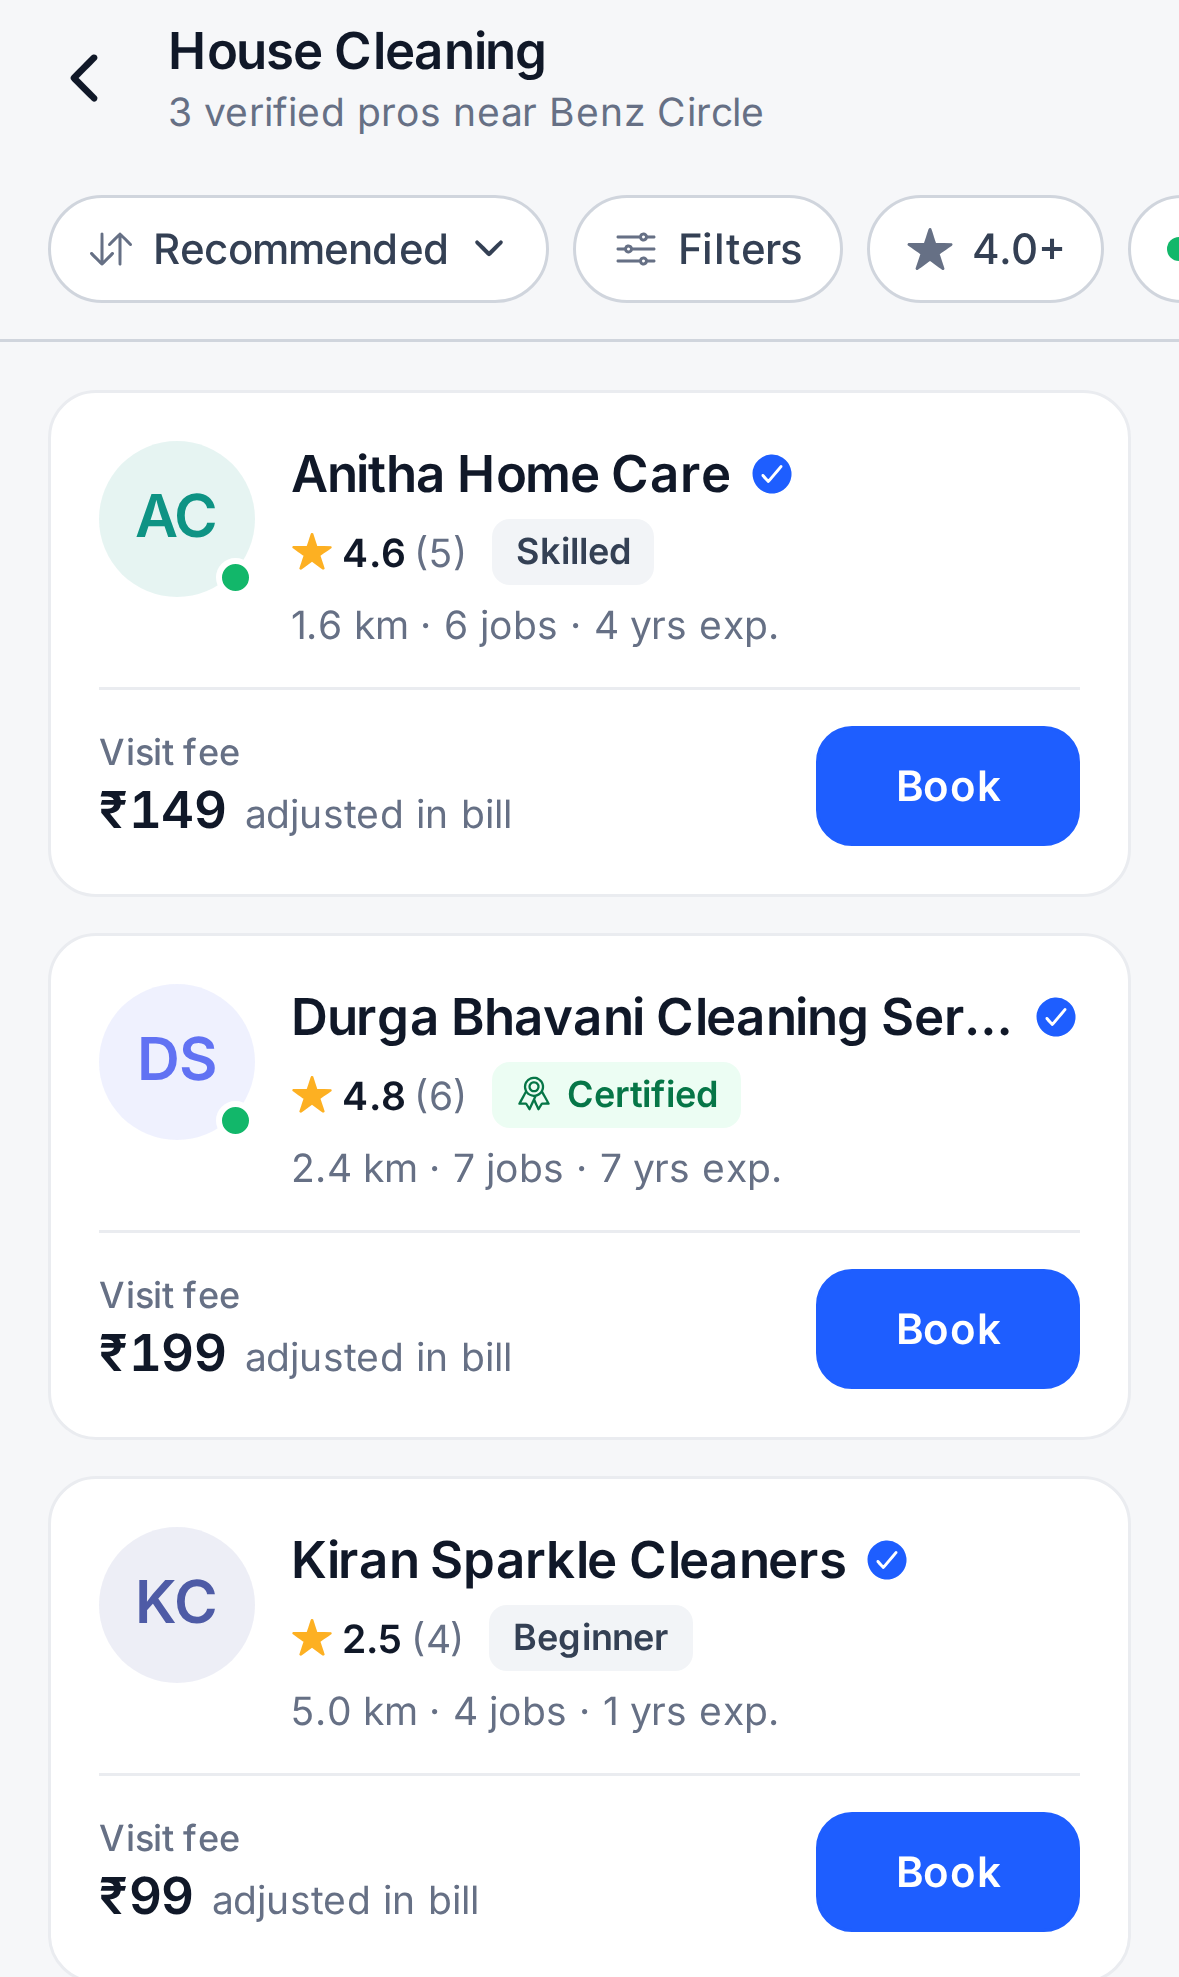 House Cleaning
3 verified pros near Benz Circle
Recommended
Filters
4.0+
AC
Anitha Home Care
4.6 (5)
Skilled
1.6 km · 6 jobs · 4 yrs exp.
Visit fee
₹149 adjusted in bill
Book
DS
Durga Bhavani Cleaning Ser...
4.8 (6)
Certified
2.4 km · 7 jobs · 7 yrs exp.
Visit fee
₹199 adjusted in bill
Book
KC
Kiran Sparkle Cleaners
2.5 (4)
Beginner
5.0 km · 4 jobs · 1 yrs exp.
Visit fee
₹99 adjusted in bill
Book